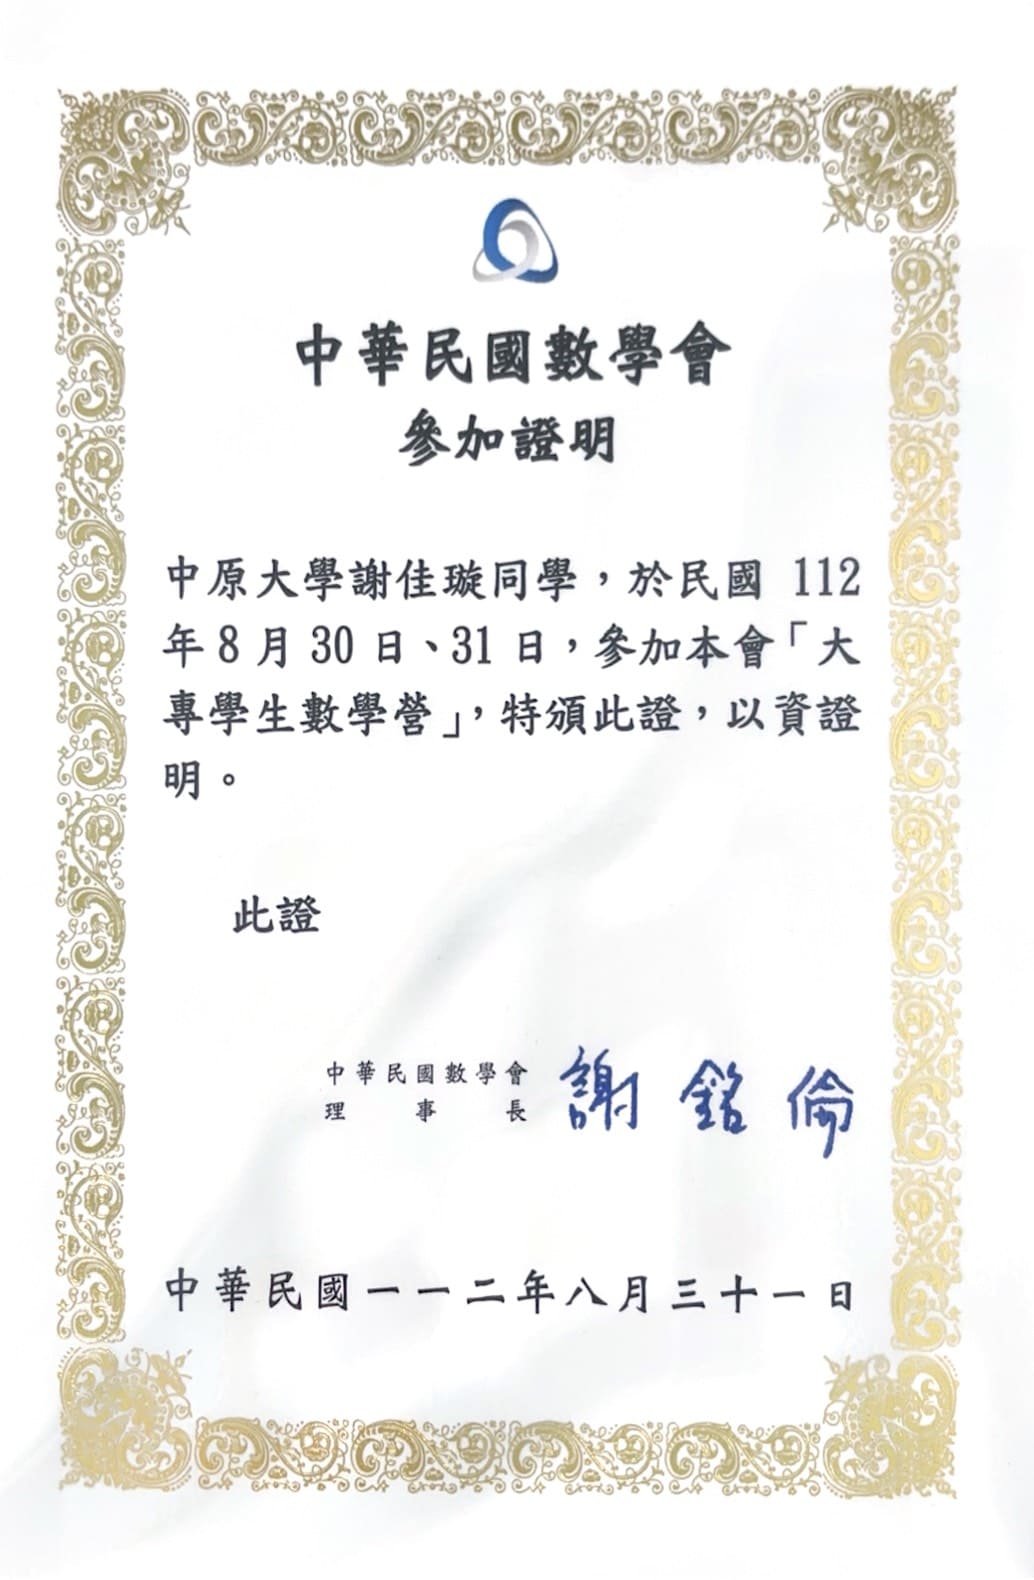 中華民國數學會
參加證明
中原大學謝佳璇同學，於民國 112
年 8 月 30 日、31 日，參加本會「大
專學生數學營」，特頒此證，以資證
明。
此證
中華民國數學會
理事長 謝銘倫
中華民國一一二年八月三十一日